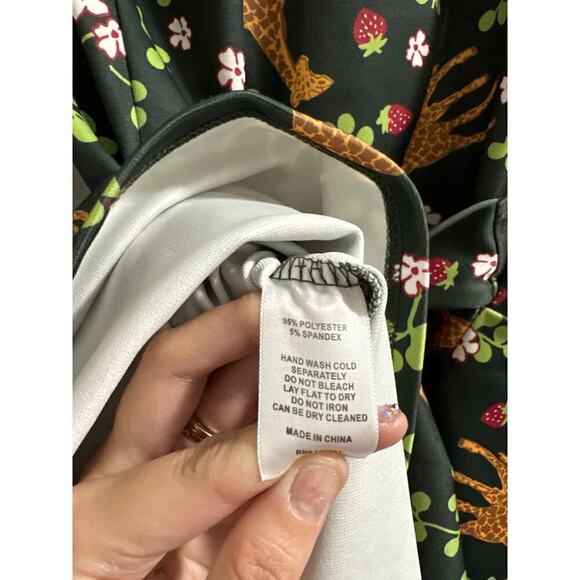 95% POLYESTER
5% SPANDEX
HAND WASH COLD
SEPARATELY
DO NOT BLEACH
LAY FLAT TO DRY
DO NOT IRON
CAN BE DRY CLEANED
MADE IN CHINA